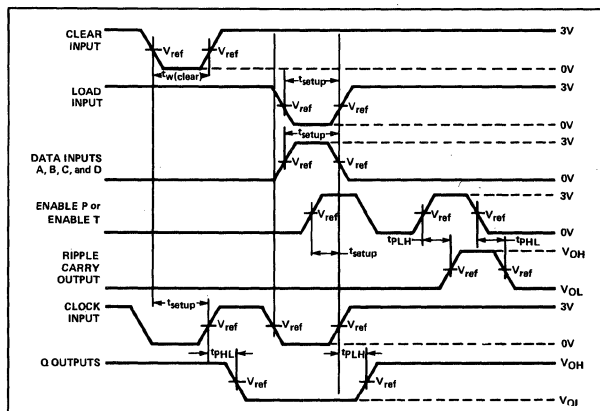 CLEAR INPUT
Vref
Vref
tw(clear)
3V
0V
LOAD INPUT
tsetup
Vref
Vref
3V
0V
DATA INPUTS A, B, C, and D
tsetup
Vref
Vref
3V
0V
ENABLE P or ENABLE T
Vref
tsetup
Vref
Vref
tPLH
tPHL
3V
0V
RIPPLE CARRY OUTPUT
Vref
Vref
VOH
VOL
CLOCK INPUT
tsetup
Vref
Vref
Vref
3V
0V
Q OUTPUTS
tPHL
Vref
tPLH
Vref
VOH
VOL